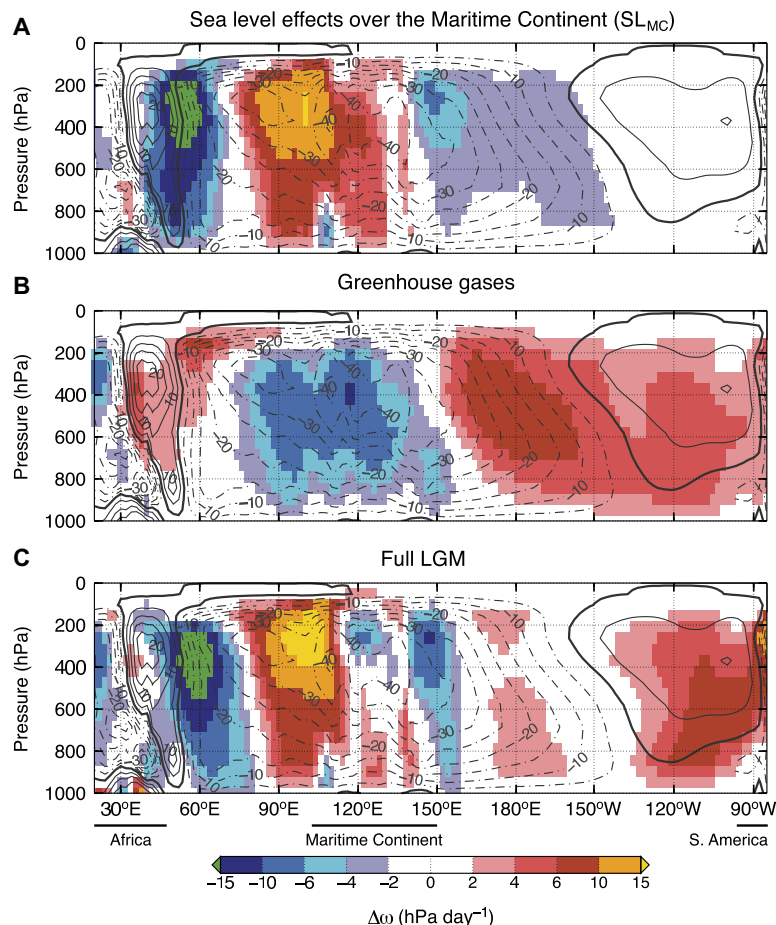 A
Sea level effects over the Maritime Continent (SLMC)
0
200
400
600
800
1000
Pressure (hPa)
B
Greenhouse gases
0
200
400
600
800
1000
Pressure (hPa)
C
Full LGM
0
200
400
600
800
1000
Pressure (hPa)
30°E 60°E 90°E 120°E 150°E 180°E 150°W 120°W 90°W
Africa Maritime Continent S. America
−15 −10 −6 −4 −2 0 2 4 6 10 15
Δω (hPa day−1)